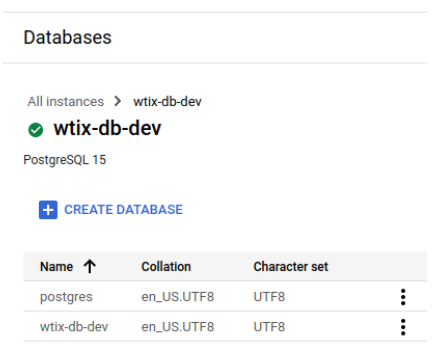 Databases
All instances > wtix-db-dev
wtix-db-dev
PostgreSQL 15
CREATE DATABASE
Name ↑ Collation Character set
postgres en_US.UTF8 UTF8
wtix-db-dev en_US.UTF8 UTF8